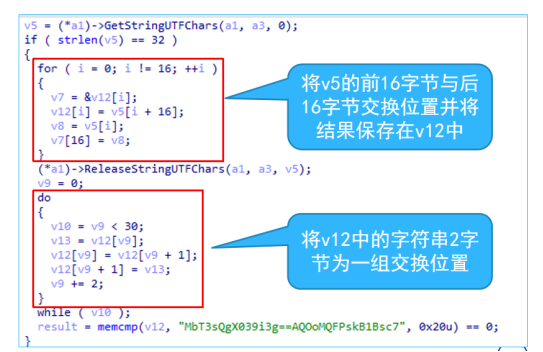 v5 = (*a1)->GetStringUTFChars(a1, a3, 0);
if ( strlen(v5) == 32 )
{
for ( i = 0; i != 16; ++i )
{
v7 = &v12[i];
v12[i] = v5[i + 16];
v8 = v5[i];
v7[16] = v8;
}
将v5的前16字节与后
16字节交换位置并将
结果保存在v12中
(*a1)->ReleaseStringUTFChars(a1, a3, v5);
v9 = 0;
do
{
v10 = v9 < 30;
v13 = v12[v9];
v12[v9] = v12[v9 + 1];
v12[v9 + 1] = v13;
v9 += 2;
}
将v12中的字符串2字
节为一组交换位置
while ( v10 );
result = memcmp(v12, "MbT3sQgX039i3g==AQOoMQFPskB1Bsc7", 0x20u) == 0;
}